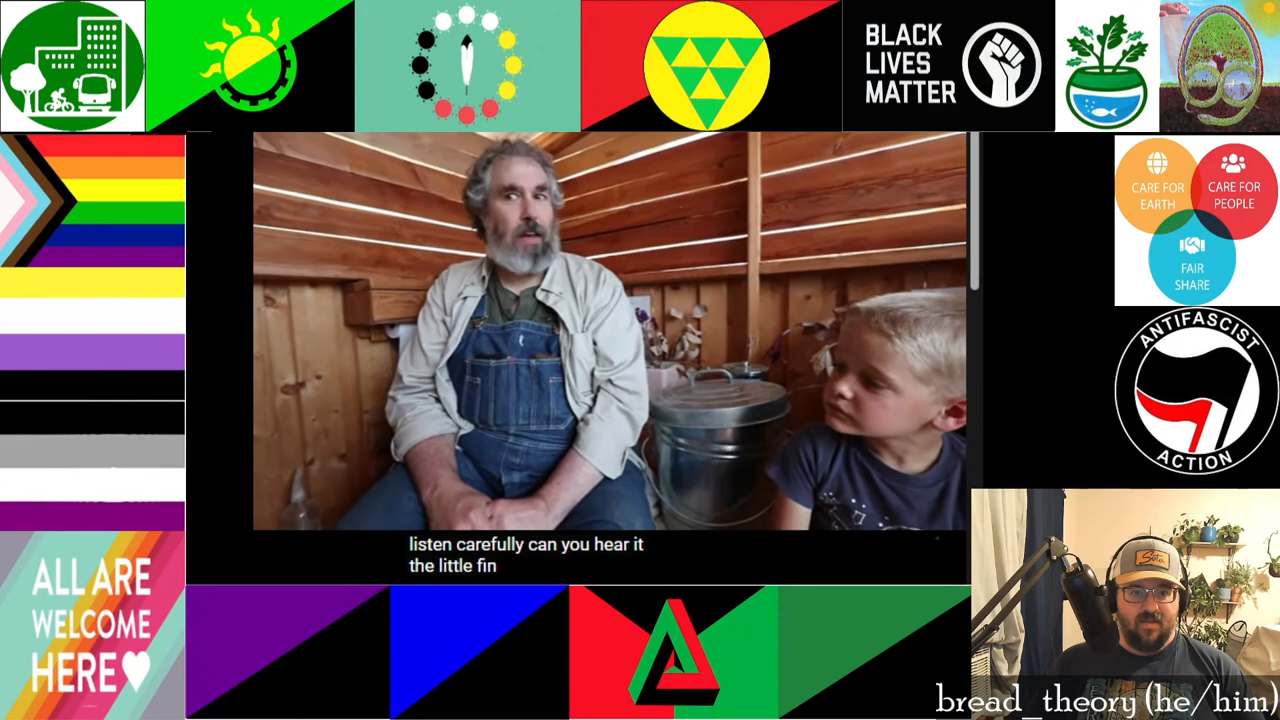 BLACK
LIVES
MATTER
CARE FOR
EARTH
CARE FOR
PEOPLE
FAIR
SHARE
ANTIFASCIST
ACTION
listen carefully can you hear it
the little fin
ALL ARE
WELCOME
HERE
Sota
bread_theory (he/him)